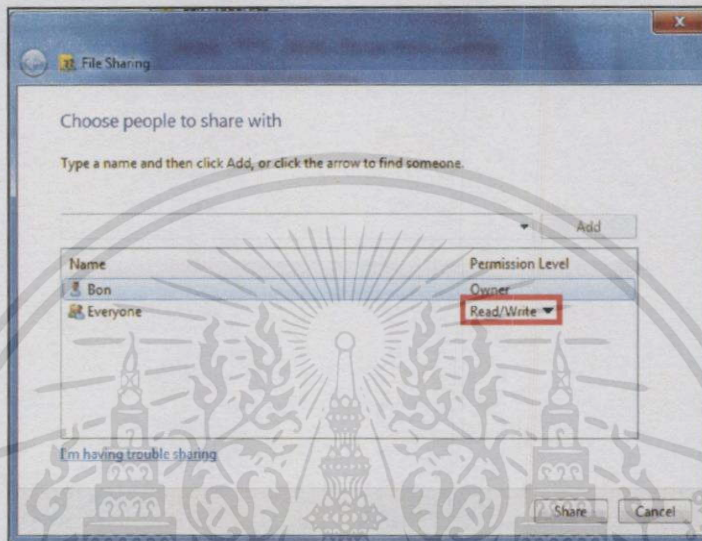 File Sharing
Choose people to share with
Type a name and then click Add, or click the arrow to find someone.
Add
Name Permission Level
Bon Owner
Everyone Read/Write
I'm having trouble sharing
Share Cancel